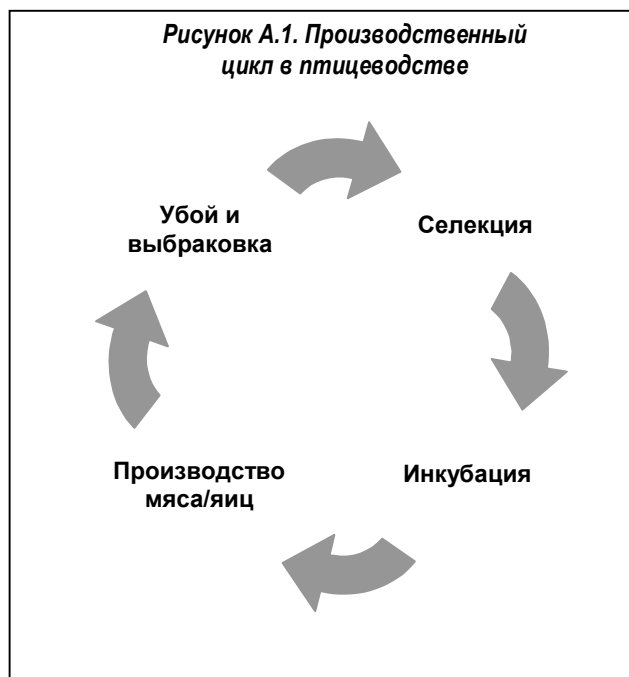 Рисунок А.1. Производственный
цикл в птицеводстве
Убой и
выбраковка
Селекция
Производство
мяса/яиц
Инкубация